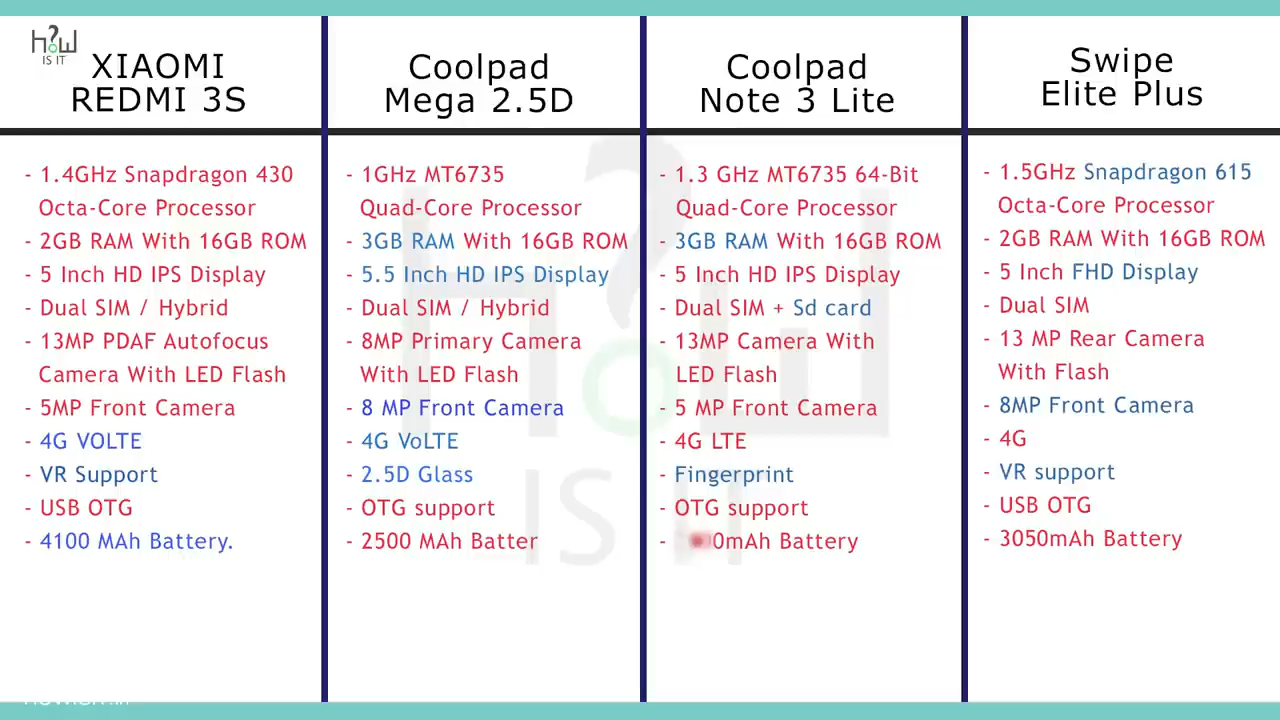 H?W
IS IT
XIAOMI
REDMI 3S
- 1.4GHz Snapdragon 430
Octa-Core Processor
- 2GB RAM With 16GB ROM
- 5 Inch HD IPS Display
- Dual SIM / Hybrid
- 13MP PDAF Autofocus
Camera With LED Flash
- 5MP Front Camera
- 4G VOLTE
- VR Support
- USB OTG
- 4100 MAh Battery.
Coolpad
Mega 2.5D
- 1GHz MT6735
Quad-Core Processor
- 3GB RAM With 16GB ROM
- 5.5 Inch HD IPS Display
- Dual SIM / Hybrid
- 8MP Primary Camera
With LED Flash
- 8 MP Front Camera
- 4G VoLTE
- 2.5D Glass
- OTG support
- 2500 MAh Batter
Coolpad
Note 3 Lite
- 1.3 GHz MT6735 64-Bit
Quad-Core Processor
- 3GB RAM With 16GB ROM
- 5 Inch HD IPS Display
- Dual SIM + Sd card
- 13MP Camera With
LED Flash
- 5 MP Front Camera
- 4G LTE
- Fingerprint
- OTG support
- Battery
Swipe
Elite Plus
- 1.5GHz Snapdragon 615
Octa-Core Processor
- 2GB RAM With 16GB ROM
- 5 Inch FHD Display
- Dual SIM
- 13 MP Rear Camera
With Flash
- 8MP Front Camera
- 4G
- VR support
- USB OTG
- 3050mAh Battery
H?W
IS IT